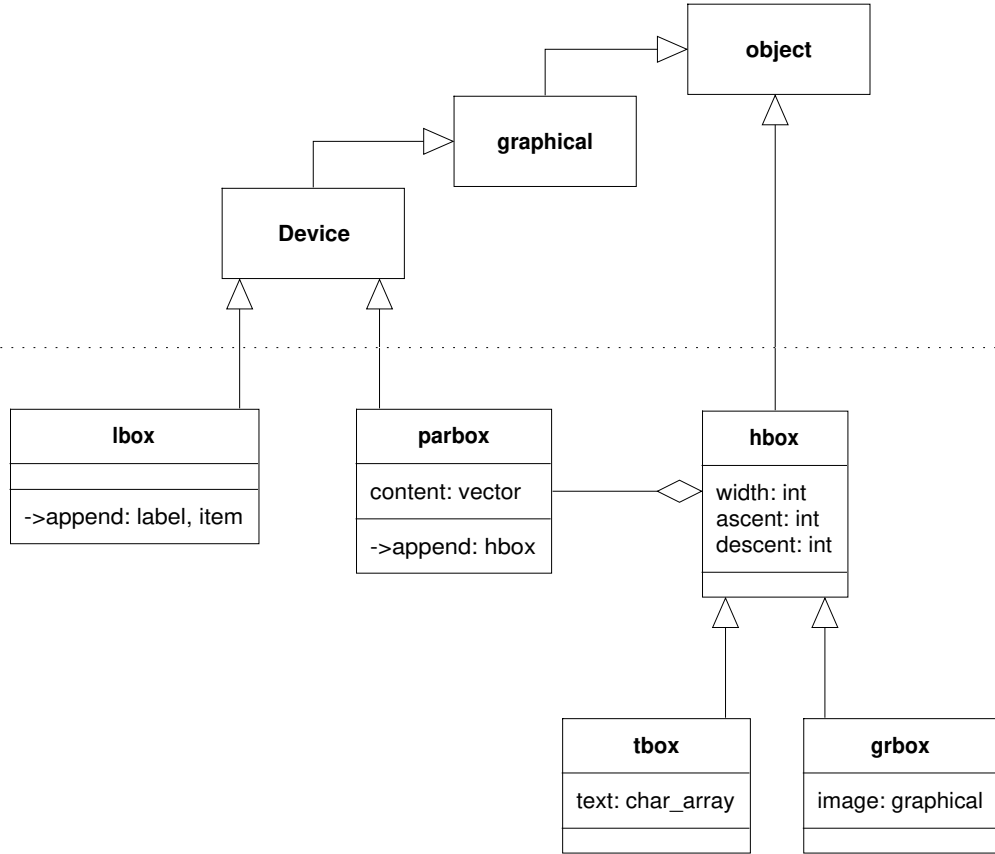 object
graphical
Device
lbox
->append: label, item
parbox
content: vector
->append: hbox
hbox
width: int
ascent: int
descent: int
tbox
text: char_array
grbox
image: graphical